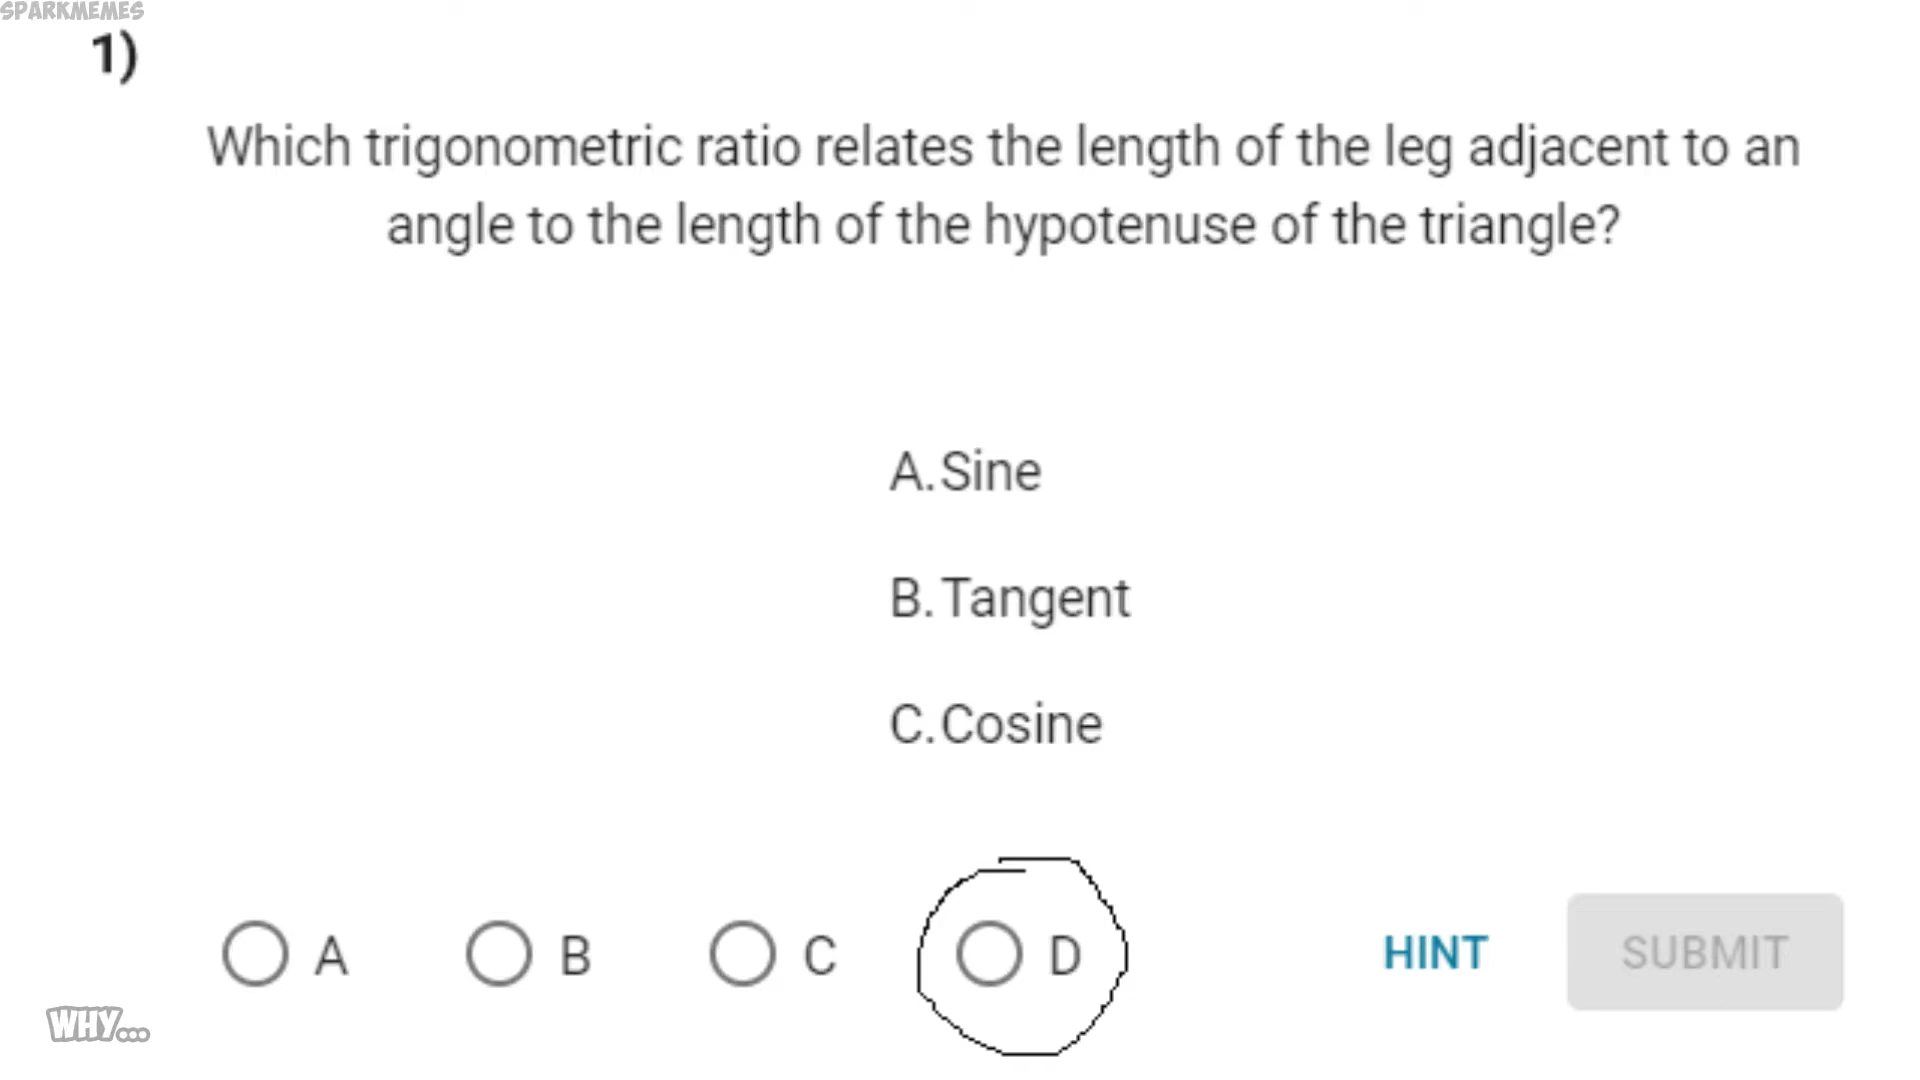 SPARKMEMES
1)
Which trigonometric ratio relates the length of the leg adjacent to an
angle to the length of the hypotenuse of the triangle?
A.Sine
B.Tangent
C.Cosine
A B C D HINT SUBMIT
WHY...